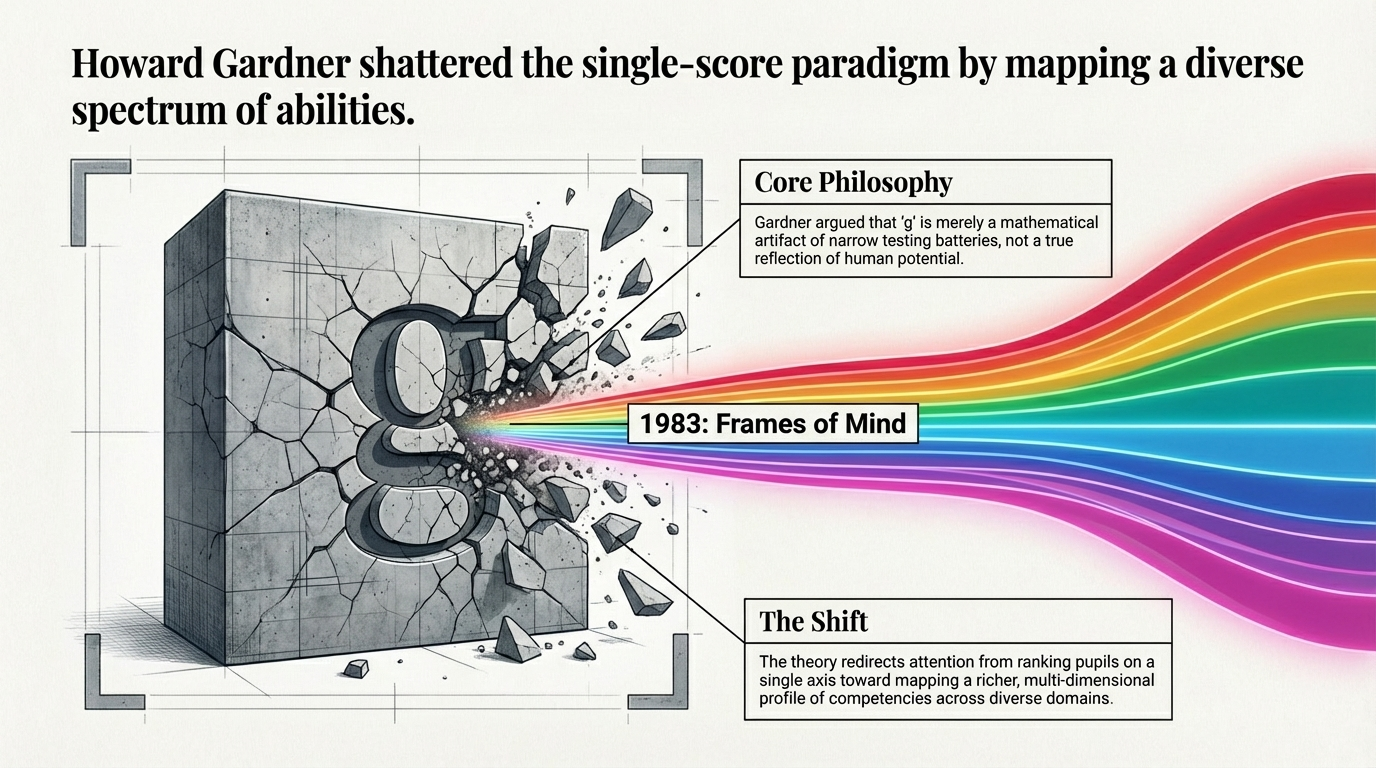 Howard Gardner shattered the single-score paradigm by mapping a diverse
spectrum of abilities.
g
Core Philosophy
Gardner argued that ‘g‘ is merely a mathematical
artifact of narrow testing batteries, not a true
reflection of human potential.
1983: Frames of Mind
The Shift
The theory redirects attention from ranking pupils on a
single axis toward mapping a richer, multi-dimensional
profile of competencies across diverse domains.